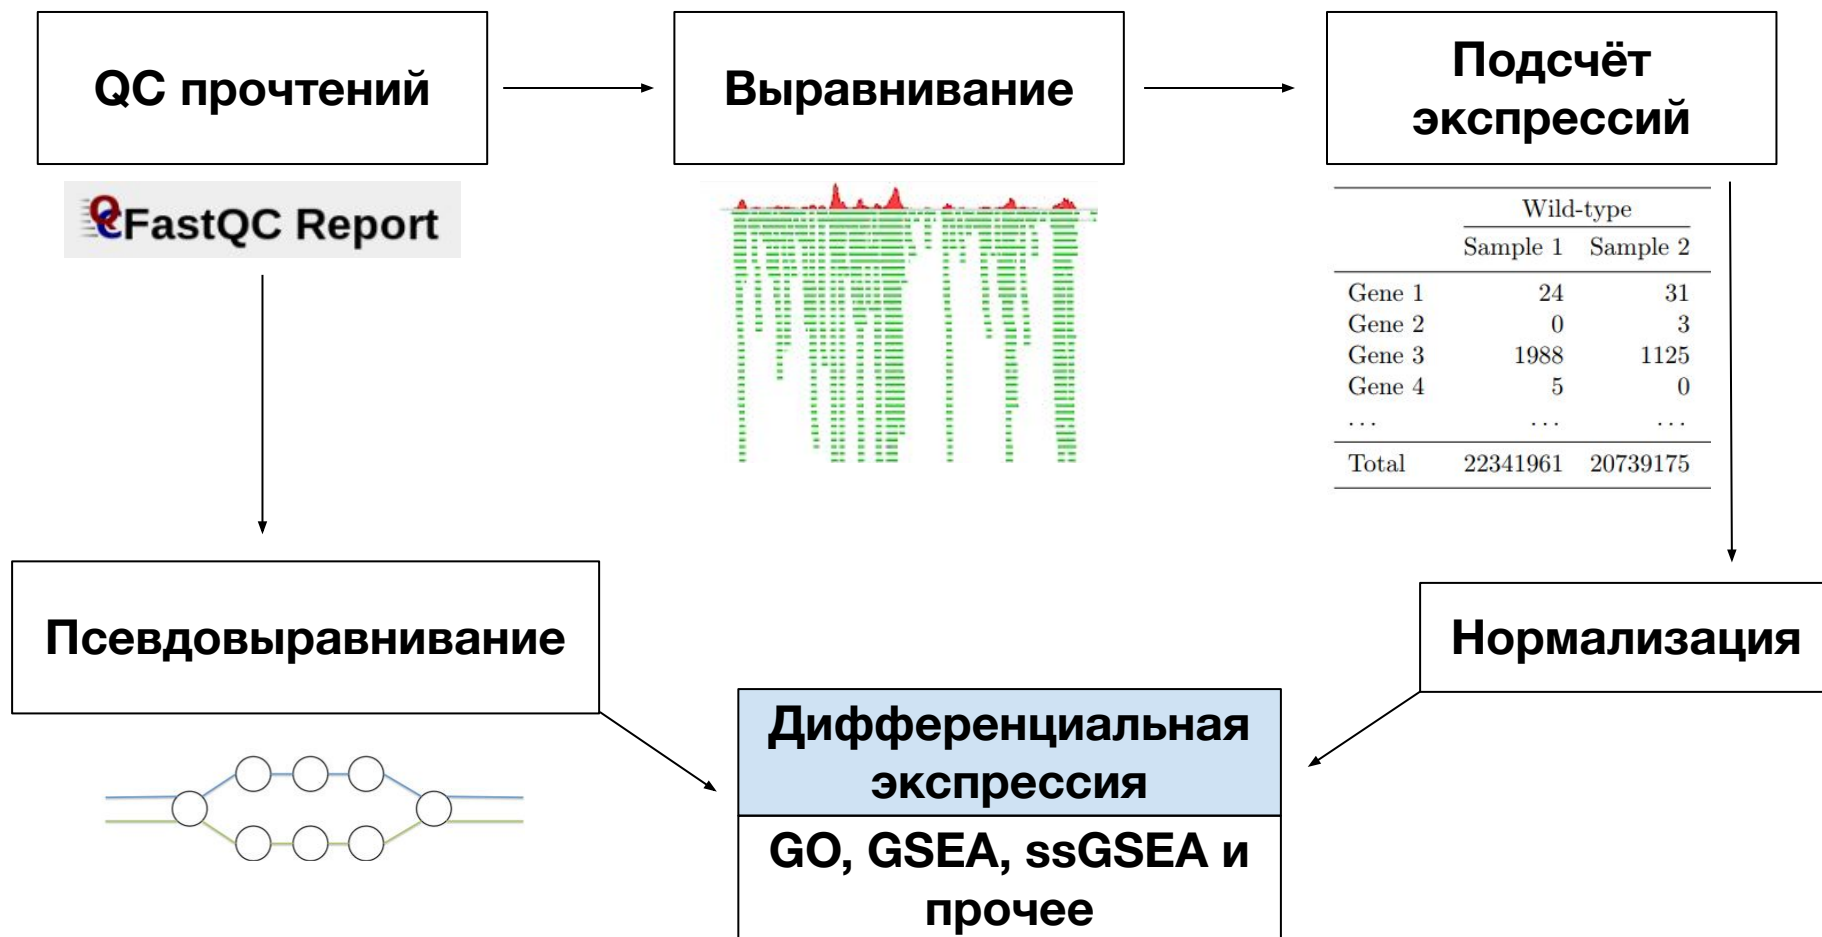 QC прочтений
Выравнивание
Подсчёт
экспрессий
QCFastQC Report
Wild-type
Sample 1 Sample 2
Gene 1 24 31
Gene 2 0 3
Gene 3 1988 1125
Gene 4 5 0
... ... ...
Total 22341961 20739175
Псевдовыравнивание
Нормализация
Дифференциальная
экспрессия
GO, GSEA, ssGSEA и
прочее